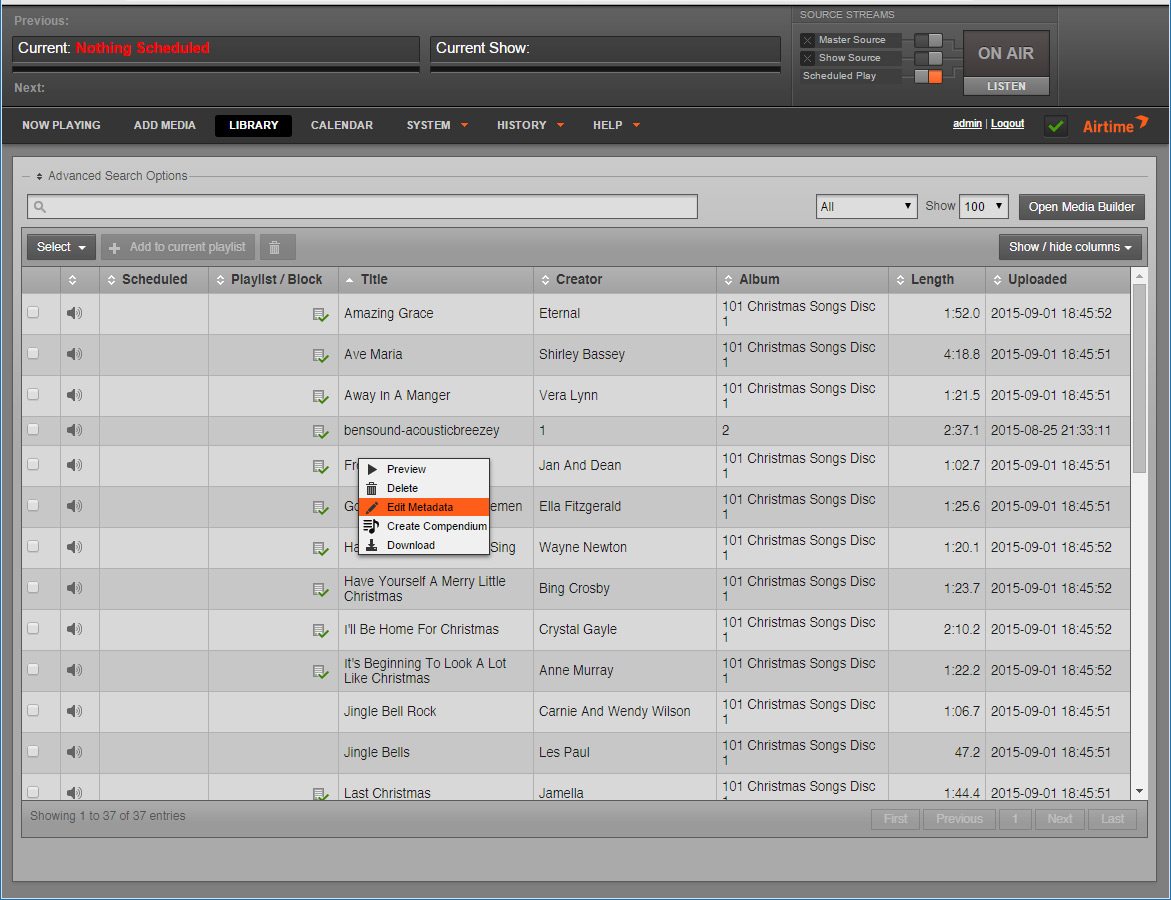 Previous:
Current: Nothing Scheduled
Current Show:
Next:
SOURCE STREAMS
Master Source
Show Source
Scheduled Play
ON AIR
LISTEN
NOW PLAYING ADD MEDIA LIBRARY CALENDAR SYSTEM HISTORY HELP admin | Logout Airtime
Advanced Search Options
All Show 100 Open Media Builder
Select Add to current playlist Show / hide columns
Scheduled Playlist / Block Title Creator Album Length Uploaded
Amazing Grace Eternal 101 Christmas Songs Disc 1 1:52.0 2015-09-01 18:45:52
Ave Maria Shirley Bassey 101 Christmas Songs Disc 1 4:18.8 2015-09-01 18:45:51
Away In A Manger Vera Lynn 101 Christmas Songs Disc 1 1:21.5 2015-09-01 18:45:51
bensound-acousticbreezey 1 2 2:37.1 2015-08-25 21:33:11
Jan And Dean 101 Christmas Songs Disc 1 1:02.7 2015-09-01 18:45:51
Ella Fitzgerald 101 Christmas Songs Disc 1 1:25.6 2015-09-01 18:45:51
Sing Wayne Newton 101 Christmas Songs Disc 1 1:20.1 2015-09-01 18:45:52
Preview
Delete
Edit Metadata
Create Compendium
Download
Have Yourself A Merry Little Christmas Bing Crosby 101 Christmas Songs Disc 1 1:23.7 2015-09-01 18:45:52
I'll Be Home For Christmas Crystal Gayle 101 Christmas Songs Disc 1 2:10.2 2015-09-01 18:45:52
It's Beginning To Look A Lot Like Christmas Anne Murray 101 Christmas Songs Disc 1 1:22.2 2015-09-01 18:45:52
Jingle Bell Rock Carnie And Wendy Wilson 101 Christmas Songs Disc 1 1:06.7 2015-09-01 18:45:51
Jingle Bells Les Paul 101 Christmas Songs Disc 1 47.2 2015-09-01 18:45:51
Last Christmas Jamella 101 Christmas Songs Disc 1:44.4 2015-09-01 18:45:51
Showing 1 to 37 of 37 entries
First Previous 1 Next Last